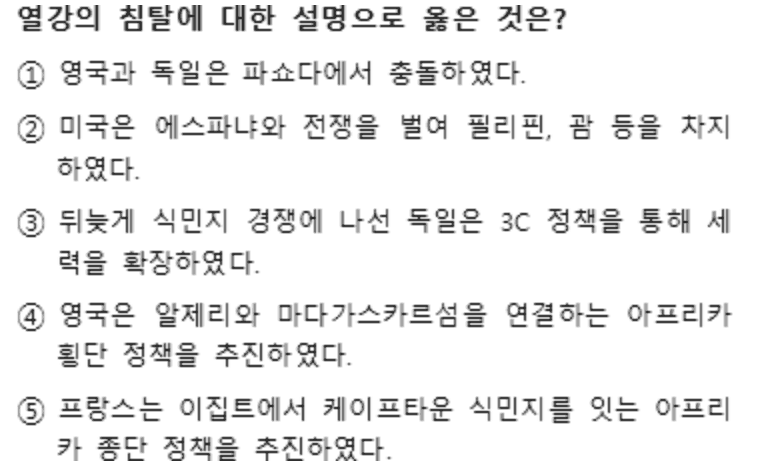 열강의 침탈에 대한 설명으로 옳은 것은?
① 영국과 독일은 파쇼다에서 충돌하였다.
② 미국은 에스파냐와 전쟁을 벌여 필리핀, 괌 등을 차지
하였다.
③ 뒤늦게 식민지 경쟁에 나선 독일은 3C 정책을 통해 세
력을 확장하였다.
④ 영국은 알제리와 마다가스카르섬을 연결하는 아프리카
횡단 정책을 추진하였다.
⑤ 프랑스는 이집트에서 케이프타운 식민지를 잇는 아프리
카 종단 정책을 추진하였다.